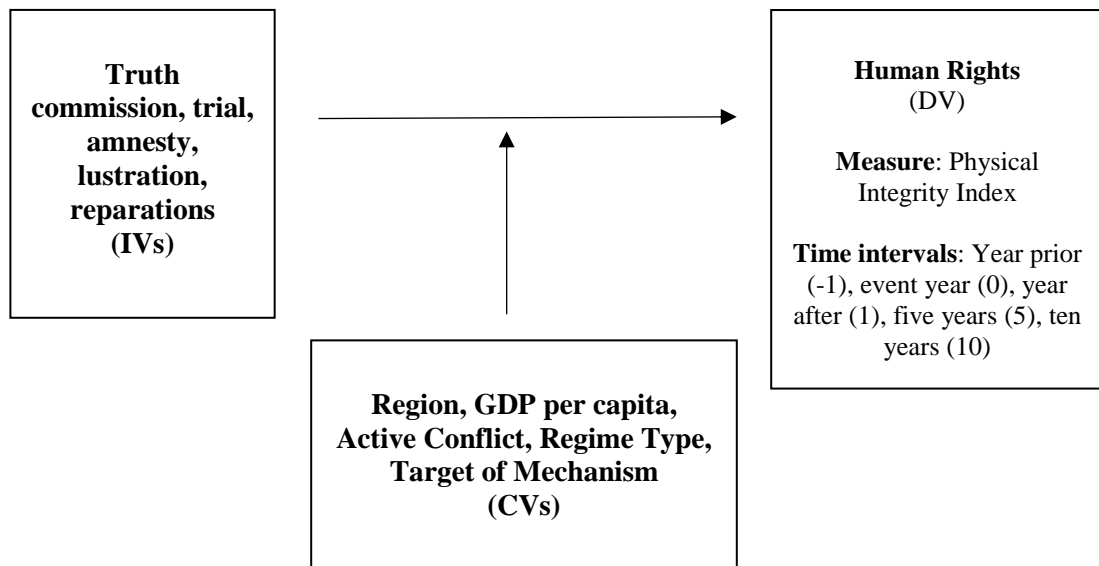 Truth
commission, trial,
amnesty,
lustration,
reparations
(IVs)
Human Rights
(DV)
Measure: Physical
Integrity Index
Time intervals: Year prior
(-1), event year (0), year
after (1), five years (5), ten
years (10)
Region, GDP per capita,
Active Conflict, Regime Type,
Target of Mechanism
(CVs)